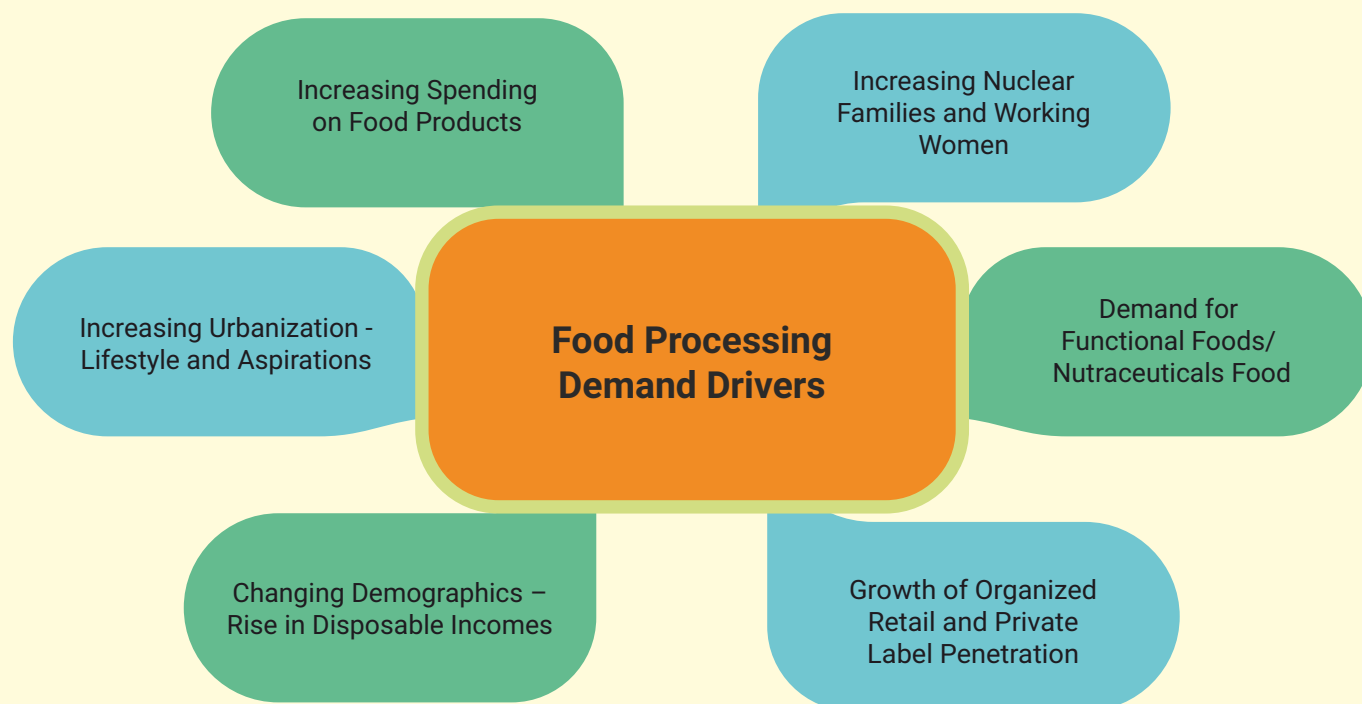 Increasing Spending
on Food Products
Increasing Nuclear
Families and Working
Women
Increasing Urbanization -
Lifestyle and Aspirations
Food Processing
Demand Drivers
Demand for
Functional Foods/
Nutraceuticals Food
Changing Demographics –
Rise in Disposable Incomes
Growth of Organized
Retail and Private
Label Penetration